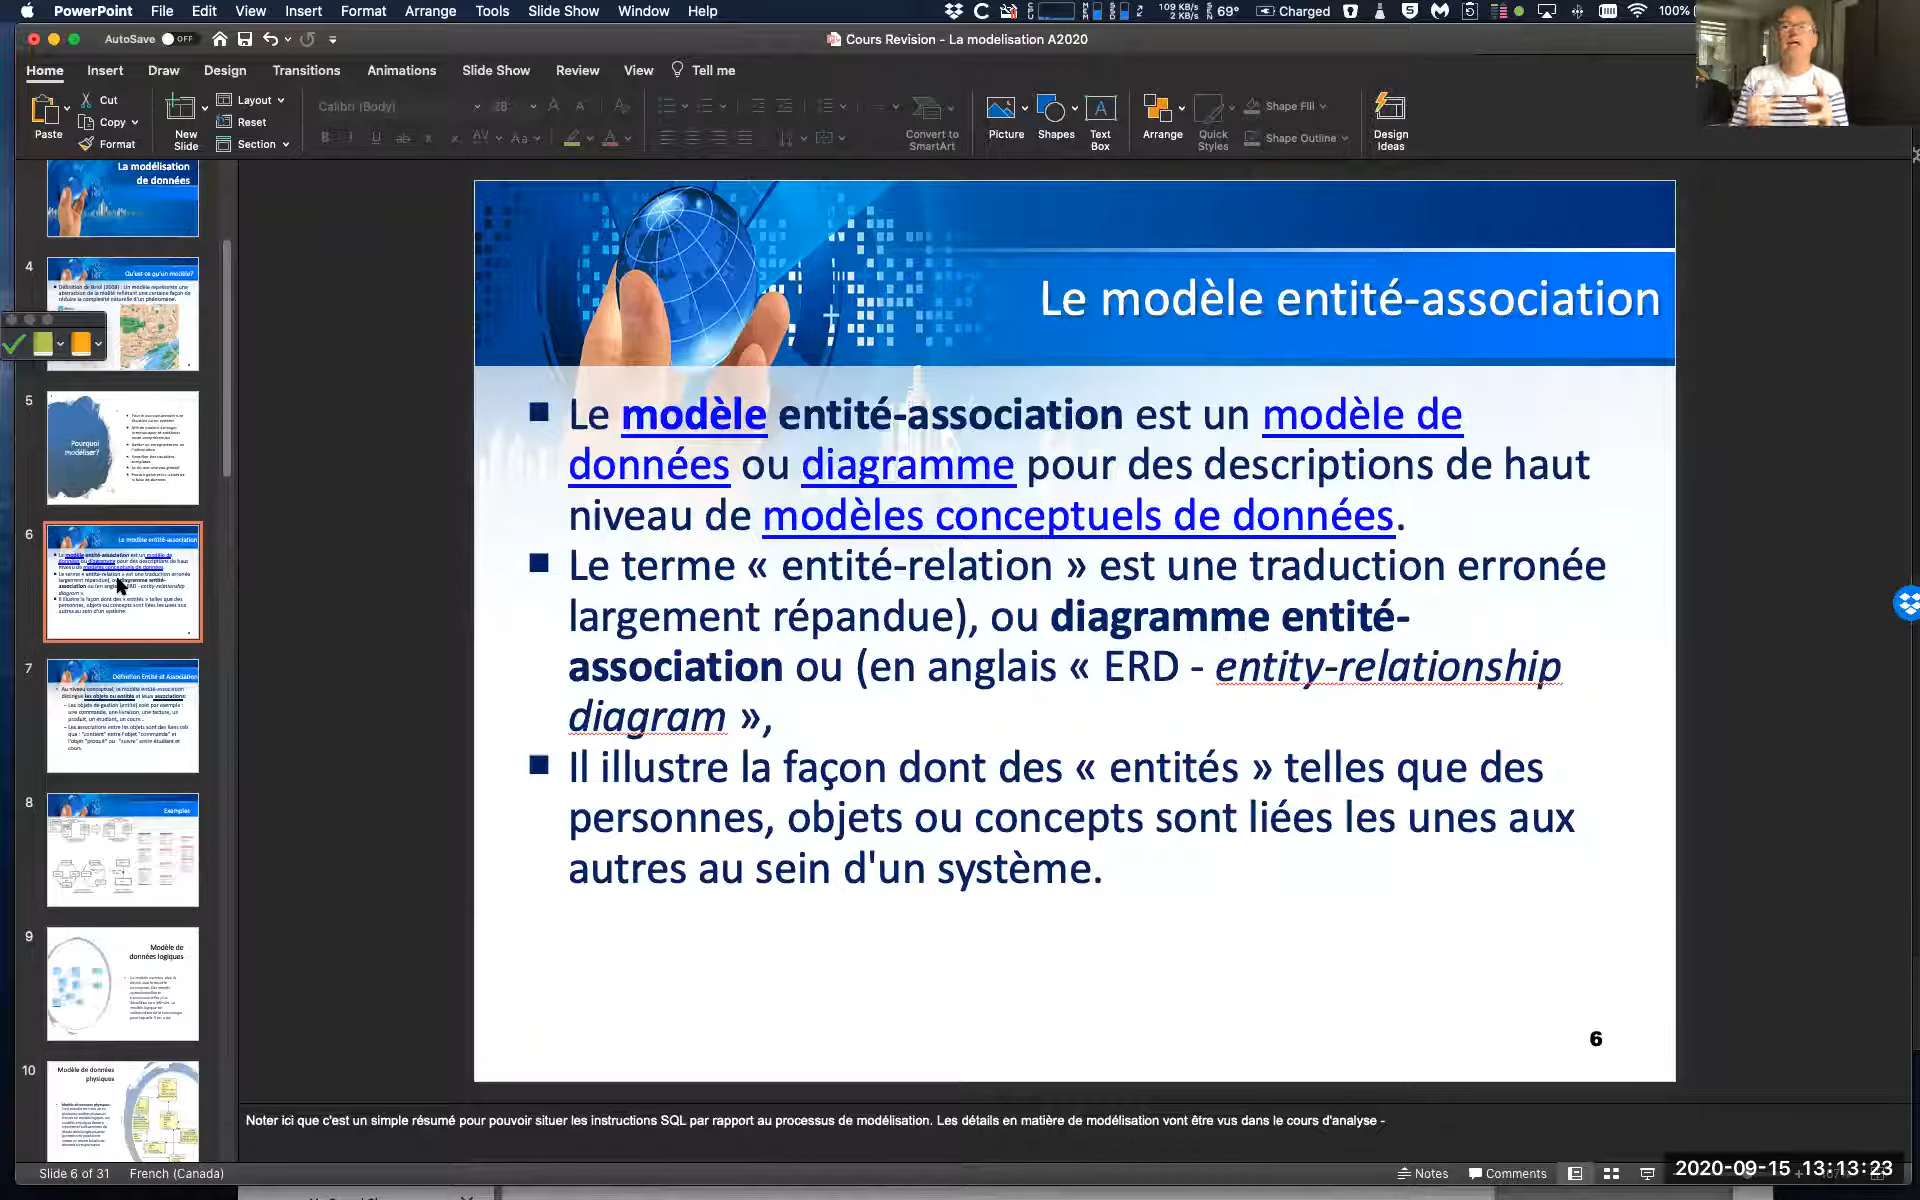 PowerPoint File Edit View Insert Format Arrange Tools Slide Show Window Help
109 KB/s
2 KB/s
69° Charged 100%
AutoSave OFF
Cours Revision - La modelisation A2020
Home Insert Draw Design Transitions Animations Slide Show Review View Tell me
Paste
Cut
Copy
Format
New
Slide
Layout
Reset
Section
Calibri (Body) 28
Convert to
SmartArt
Picture
Shapes
Text
Box
Arrange
Quick
Styles
Shape Fill
Shape Outline
Design
Ideas
La modélisation
de données
4
Qu'est-ce qu'un modèle?
5
Pourquoi
modéliser?
6
Le modèle entité-association
7
Définition Entité et Association
8
Examples
9
Modèle de
données logiques
10
Modèle de données
physiques
Le modèle entité-association
Le modèle entité-association est un modèle de
données ou diagramme pour des descriptions de haut
niveau de modèles conceptuels de données.
Le terme « entité-relation » est une traduction erronée
largement répandue), ou diagramme entité-
association ou (en anglais « ERD - entity-relationship
diagram »,
Il illustre la façon dont des « entités » telles que des
personnes, objets ou concepts sont liées les unes aux
autres au sein d'un système.
6
Noter ici que c'est un simple résumé pour pouvoir situer les instructions SQL par rapport au processus de modélisation. Les détails en matière de modélisation vont être vus dans le cours d'analyse -
Slide 6 of 31 French (Canada)
Notes Comments
2020-09-15 13:13:23